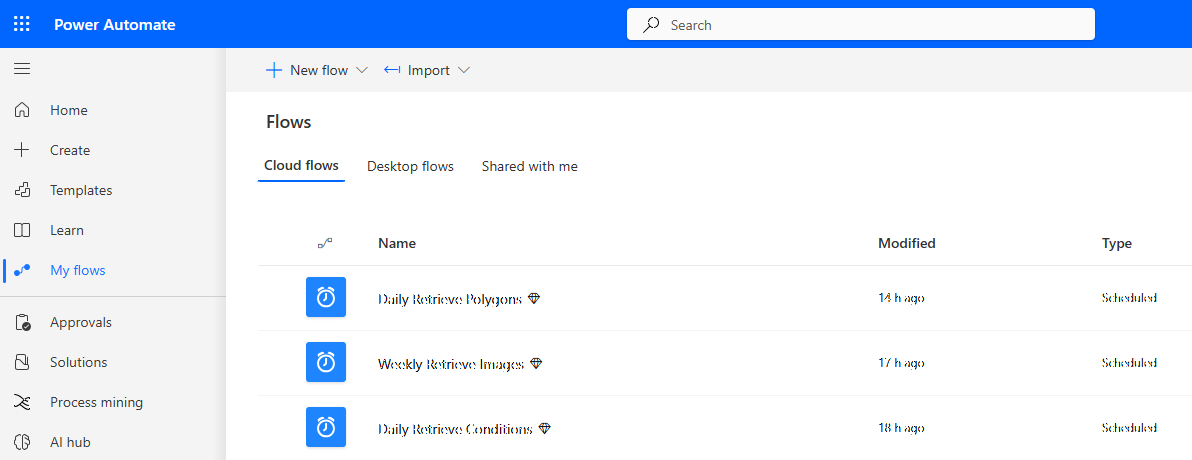 Power Automate
Search
New flow
Import
Home
Create
Templates
Learn
My flows
Approvals
Solutions
Process mining
AI hub
Flows
Cloud flows Desktop flows Shared with me
Name Modified Type
Daily Retrieve Polygons 14 h ago Scheduled
Weekly Retrieve Images 17 h ago Scheduled
Daily Retrieve Conditions 18 h ago Scheduled